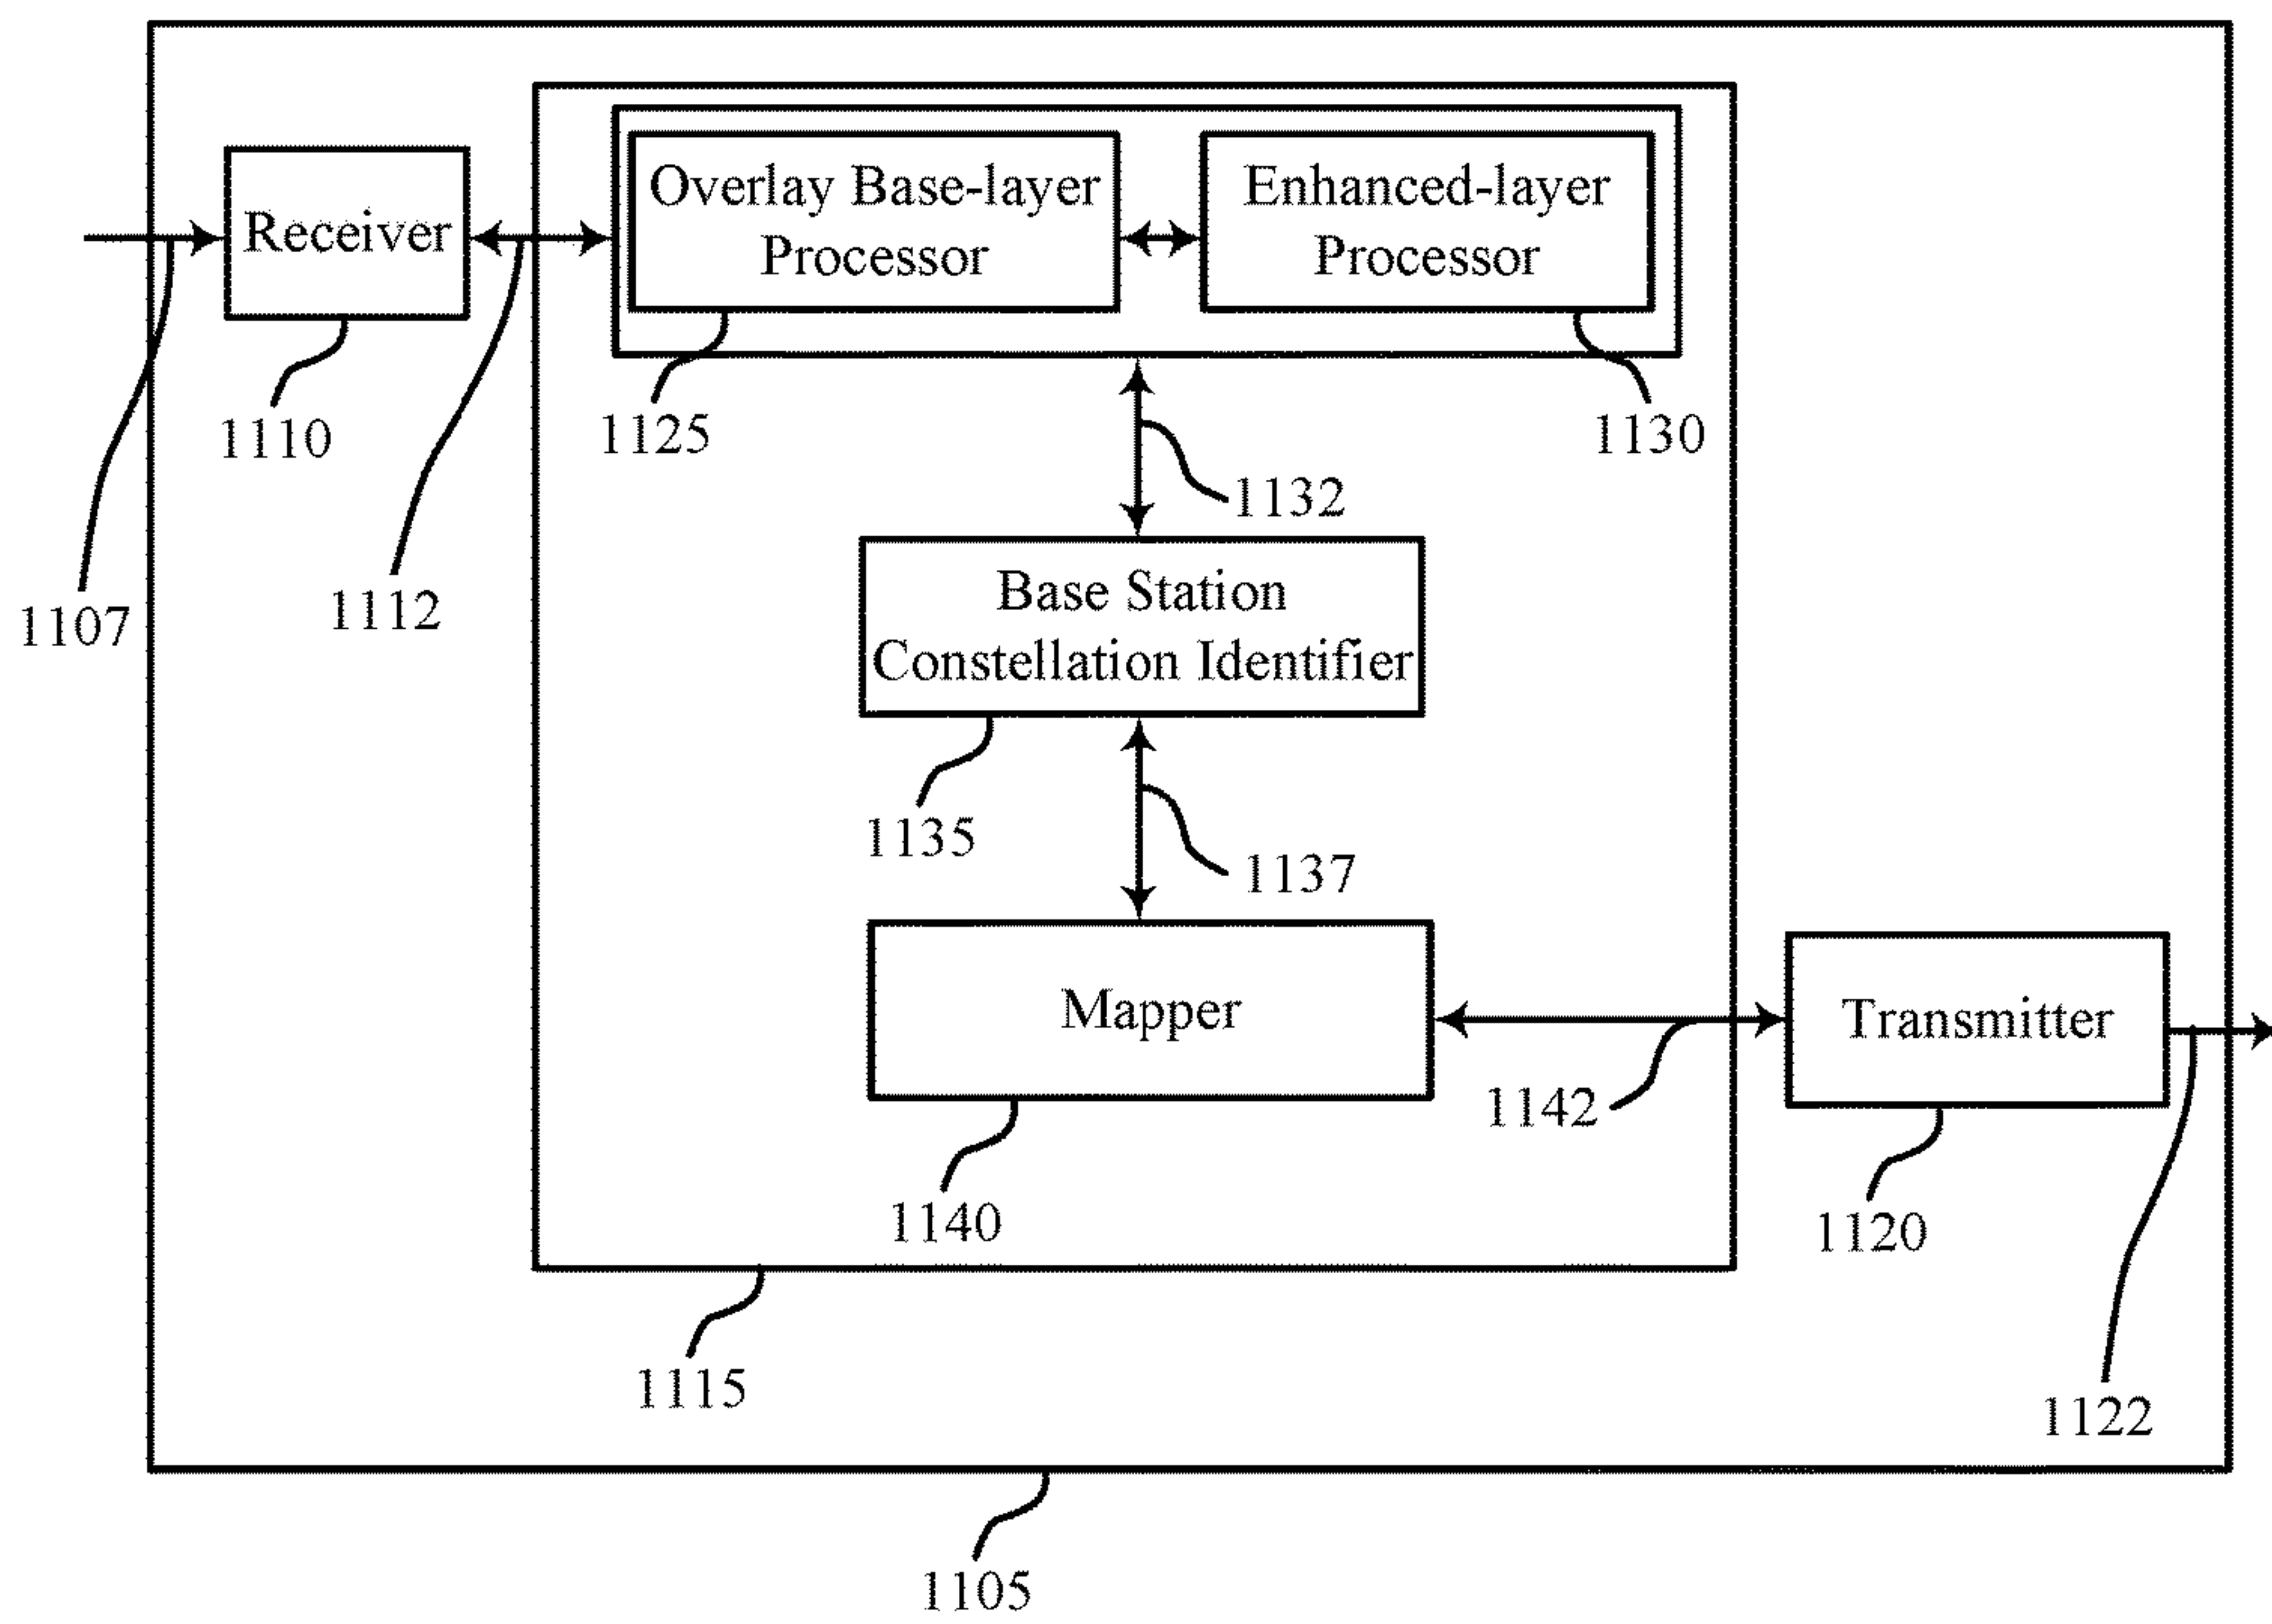 Overlay Base-layer
Processor
Enhanced-layer
Processor
Receiver
1110
1125
1130
1132
1107
1112
Base Station
Constellation Identifier
1135
1137
Mapper
Transmitter
1142
1140
1120
1115
1122
1105